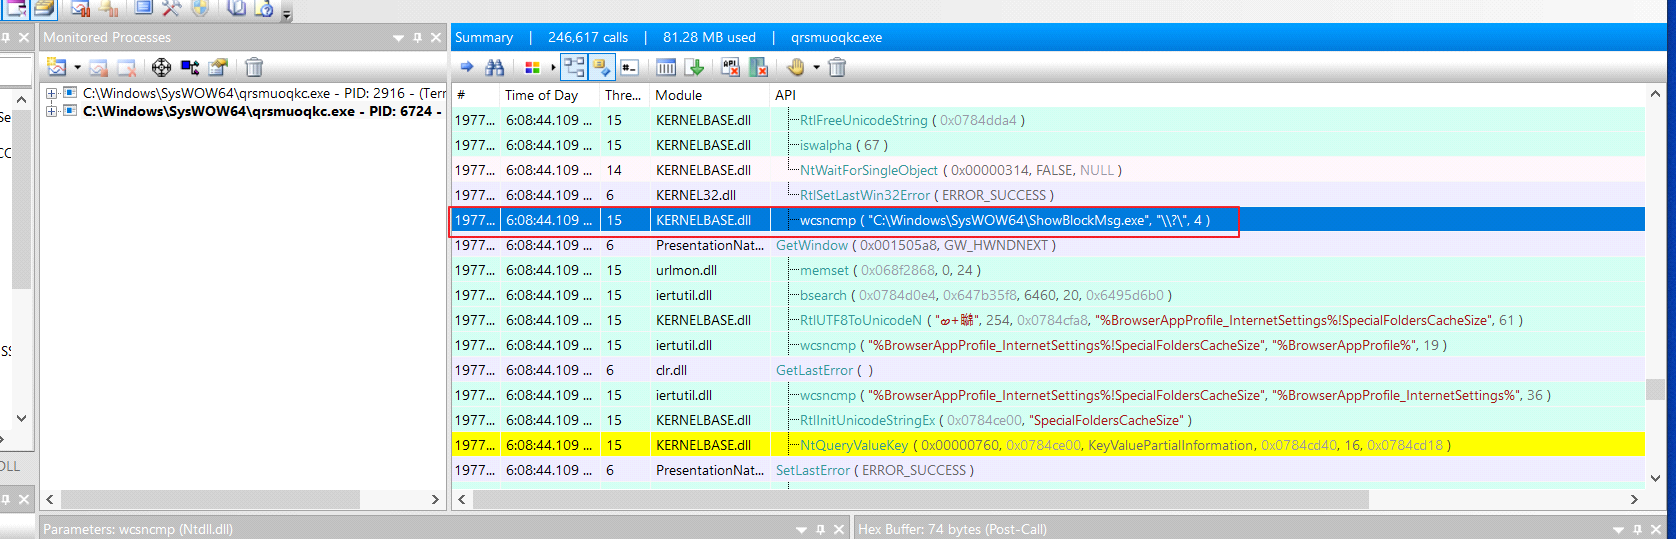 Monitored Processes
C:\Windows\SysWOW64\qrsmuoqkc.exe - PID: 2916 - (Terr
C:\Windows\SysWOW64\qrsmuoqkc.exe - PID: 6724 -
Summary | 246,617 calls | 81.28 MB used | qrsmuoqkc.exe
# Time of Day Thre... Module API
1977... 6:08:44.109 ... 15 KERNELBASE.dll RtlFreeUnicodeString ( 0x0784dda4 )
1977... 6:08:44.109 ... 15 KERNELBASE.dll iswalpha ( 67 )
1977... 6:08:44.109 ... 14 KERNELBASE.dll NtWaitForSingleObject ( 0x00000314, FALSE, NULL )
1977... 6:08:44.109 ... 6 KERNEL32.dll RtlSetLastWin32Error ( ERROR_SUCCESS )
1977... 6:08:44.109 ... 15 KERNELBASE.dll wcsncmp ( "C:\Windows\SysWOW64\ShowBlockMsg.exe", "\\?\", 4 )
1977... 6:08:44.109 ... 6 PresentationNat... GetWindow ( 0x001505a8, GW_HWNDNEXT )
1977... 6:08:44.109 ... 15 urlmon.dll memset ( 0x068f2868, 0, 24 )
1977... 6:08:44.109 ... 15 iertutil.dll bsearch ( 0x0784d0e4, 0x647b35f8, 6460, 20, 0x6495d6b0 )
1977... 6:08:44.109 ... 15 KERNELBASE.dll RtlUTF8ToUnicodeN ( 254, 0x0784cfa8, "%BrowserAppProfile_InternetSettings%!SpecialFoldersCacheSize", 61 )
1977... 6:08:44.109 ... 15 iertutil.dll wcsncmp ( "%BrowserAppProfile_InternetSettings%!SpecialFoldersCacheSize", "%BrowserAppProfile%", 19 )
1977... 6:08:44.109 ... 6 clr.dll GetLastError ( )
1977... 6:08:44.109 ... 15 iertutil.dll wcsncmp ( "%BrowserAppProfile_InternetSettings%!SpecialFoldersCacheSize", "%BrowserAppProfile_InternetSettings%", 36 )
1977... 6:08:44.109 ... 15 KERNELBASE.dll RtlInitUnicodeStringEx ( 0x0784ce00, "SpecialFoldersCacheSize" )
1977... 6:08:44.109 ... 15 KERNELBASE.dll NtQueryValueKey ( 0x00000760, 0x0784ce00, KeyValuePartialInformation, 0x0784cd40, 16, 0x0784cd18 )
1977... 6:08:44.109 ... 6 PresentationNat... SetLastError ( ERROR_SUCCESS )
Se
CC
SS
DLL
Parameters: wcsncmp (Ntdll.dll)
Hex Buffer: 74 bytes (Post-Call)